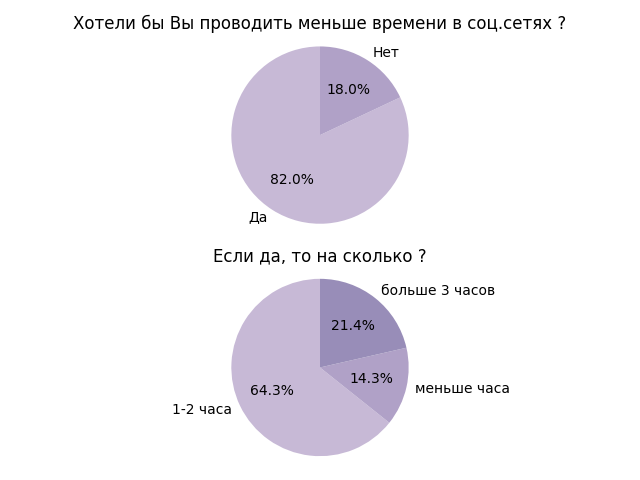 Хотели бы Вы проводить меньше времени в соц.сетях ?
Нет
18.0%
82.0%
Да
Если да, то на сколько ?
больше 3 часов
21.4%
14.3%
меньше часа
64.3%
1-2 часа